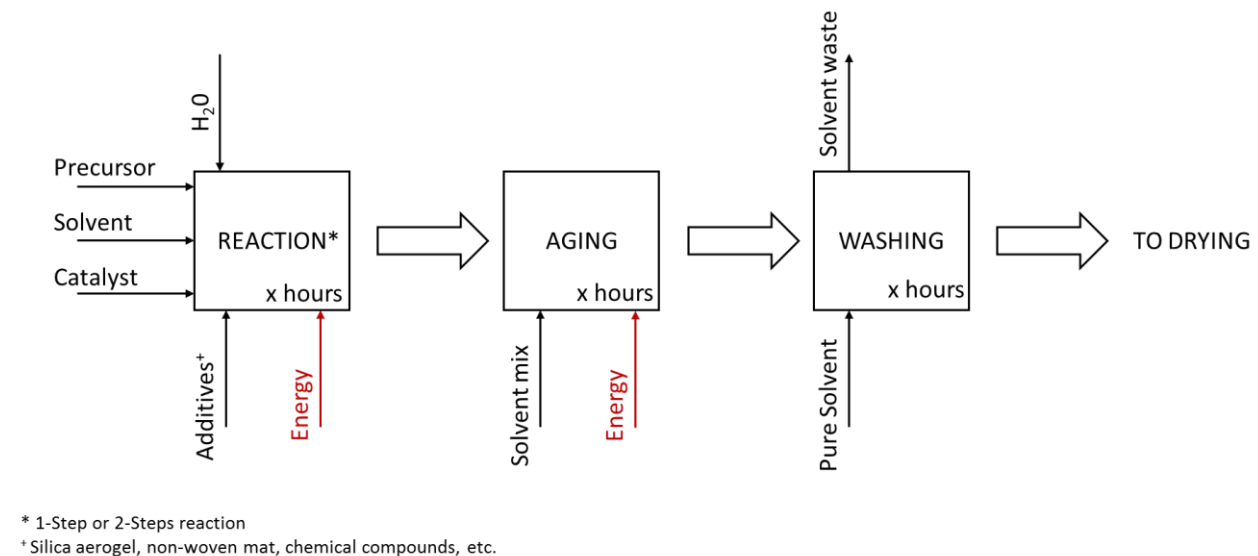 H₂0
Solvent waste
Precursor
Solvent
Catalyst
REACTION*
x hours
AGING
x hours
WASHING
x hours
TO DRYING
Additives⁺
Energy
Solvent mix
Energy
Pure Solvent
* 1-Step or 2-Steps reaction
⁺ Silica aerogel, non-woven mat, chemical compounds, etc.